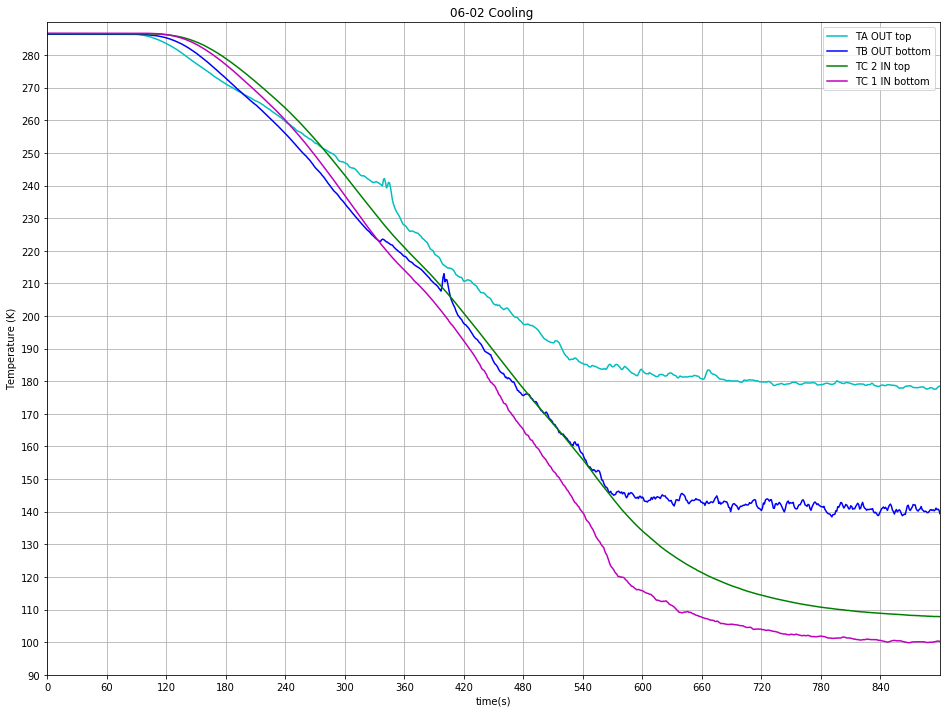 06-02 Cooling
TA OUT top
TB OUT bottom
TC 2 IN top
TC 1 IN bottom
Temperature (K)
280
270
260
250
240
230
220
210
200
190
180
170
160
150
140
130
120
110
100
90
0 60 120 180 240 300 360 420 480 540 600 660 720 780 840
time(s)